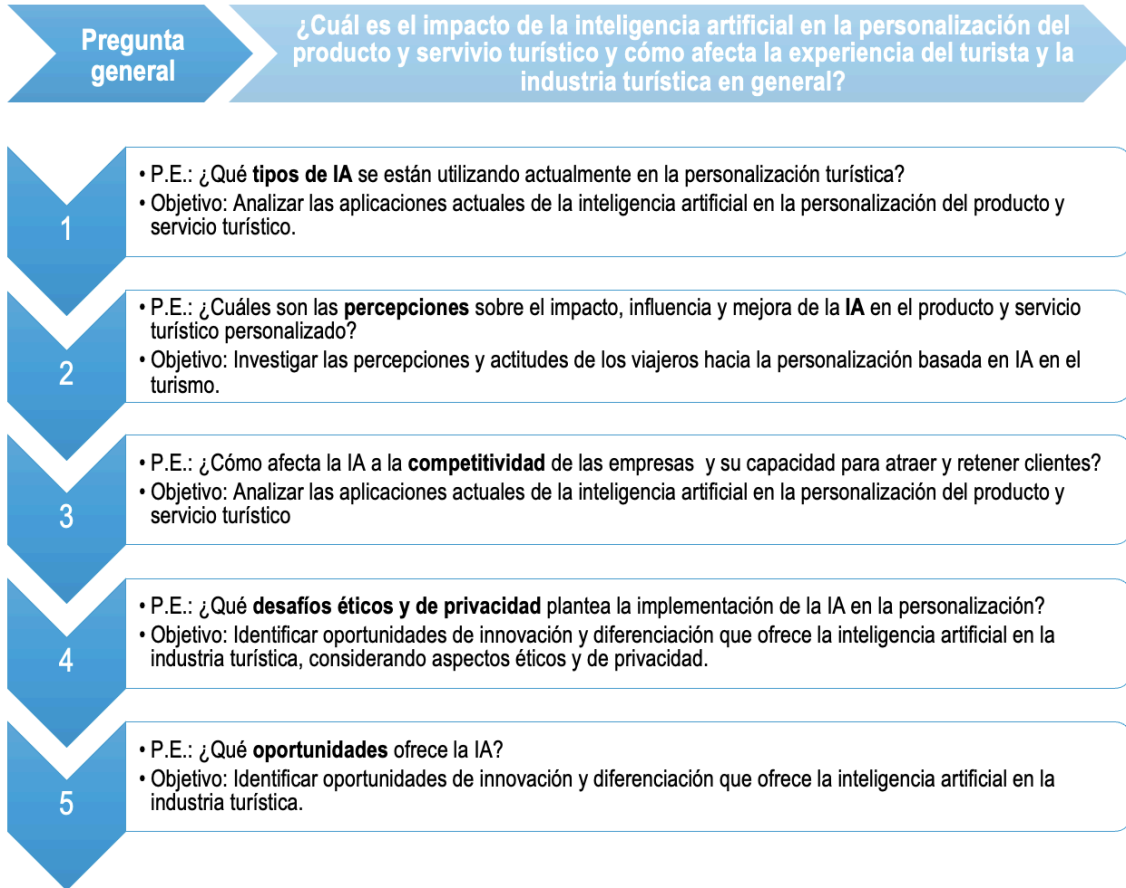 Pregunta
general
¿Cuál es el impacto de la inteligencia artificial en la personalización del
producto y servivio turístico y cómo afecta la experiencia del turista y la
industria turística en general?
1
• P.E.: ¿Qué tipos de IA se están utilizando actualmente en la personalización turística?
• Objetivo: Analizar las aplicaciones actuales de la inteligencia artificial en la personalización del producto y
servicio turístico.
2
• P.E.: ¿Cuáles son las percepciones sobre el impacto, influencia y mejora de la IA en el producto y servicio
turístico personalizado?
• Objetivo: Investigar las percepciones y actitudes de los viajeros hacia la personalización basada en IA en el
turismo.
3
• P.E.: ¿Cómo afecta la IA a la competitividad de las empresas y su capacidad para atraer y retener clientes?
• Objetivo: Analizar las aplicaciones actuales de la inteligencia artificial en la personalización del producto y
servicio turístico
4
• P.E.: ¿Qué desafíos éticos y de privacidad plantea la implementación de la IA en la personalización?
• Objetivo: Identificar oportunidades de innovación y diferenciación que ofrece la inteligencia artificial en la
industria turística, considerando aspectos éticos y de privacidad.
5
• P.E.: ¿Qué oportunidades ofrece la IA?
• Objetivo: Identificar oportunidades de innovación y diferenciación que ofrece la inteligencia artificial en la
industria turística.